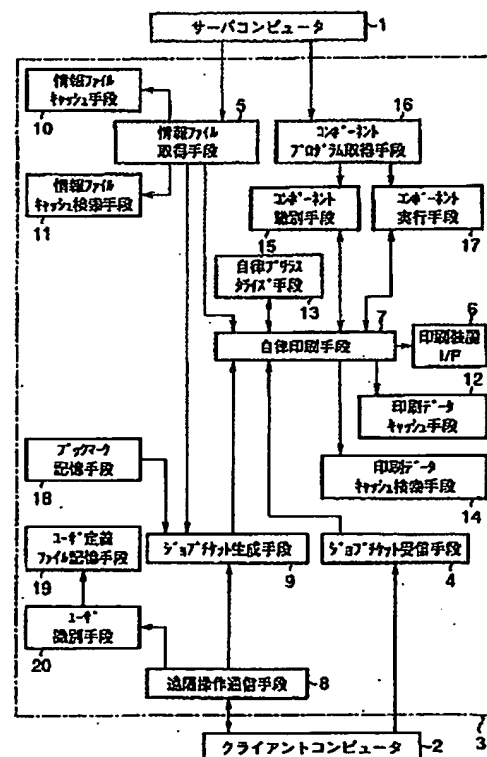 サーバコンピュータ
1
情報ファイル
キャッシュ手段
10
5
情報ファイル
取得手段
16
コンポーネント
プログラム取得手段
情報ファイル
キャッシュ検索手段
11
コンポーネント
識別手段
15
コンポーネント
実行手段
17
自律プリラス
タライズ手段
13
7
自律印刷手段
6
印刷装置
I/F
12
印刷データ
キャッシュ手段
ブックマーク
記憶手段
18
印刷データ
キャッシュ検索手段
14
ユーザ定義
ファイル記憶手段
19
ジョブチケット生成手段
9
ジョブチケット受信手段
4
ユーザ
識別手段
20
遠隔操作通信手段
8
3
クライアントコンピュータ
2